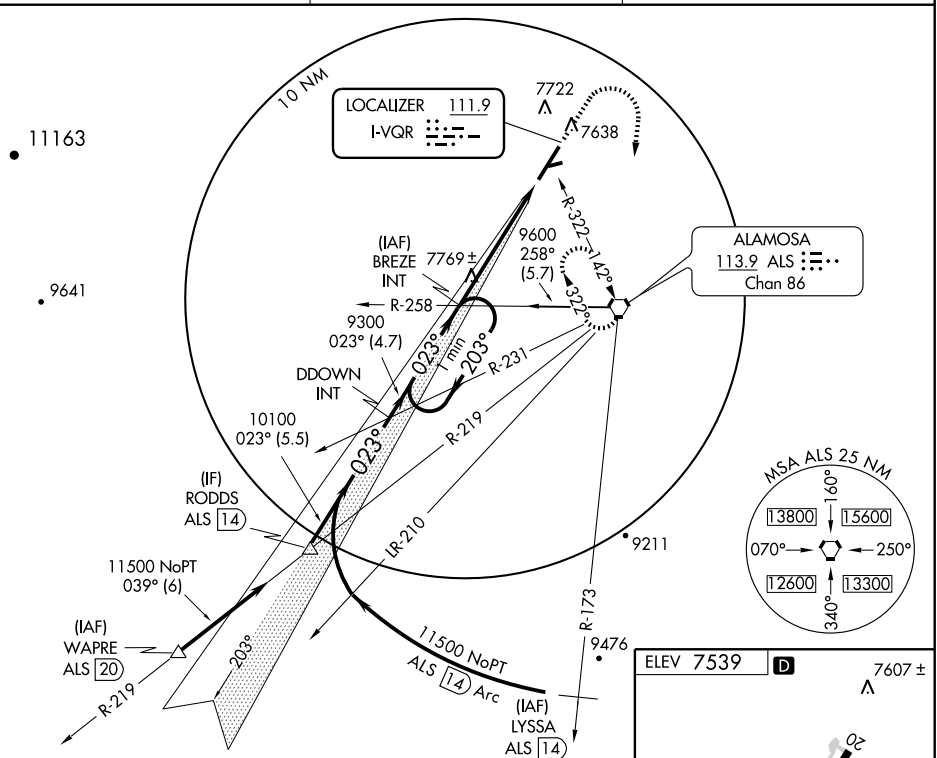 10 NM
LOCALIZER 111.9
I-VQR
7722
7638
11163
9641
(IAF)
BREZE
INT
7769 ±
9600
258°
(5.7)
R-322
142°
322°
ALAMOSA
113.9 ALS
Chan 86
R-258
9300
023° (4.7)
023°
1 min
203°
R-231
DDOWN
INT
10100
023° (5.5)
023°
R-219
(IF)
RODDS
ALS 14
LR-210
R-173
9211
MSA ALS 25 NM
160°
13800
15600
070°
250°
12600
13300
340°
11500 NoPT
039° (6)
(IAF)
WAPRE
ALS 20
R-219
203°
11500 NoPT
ALS 14 Arc
9476
(IAF)
LYSSA
ALS 14
ELEV 7539 D
7607 ±
20